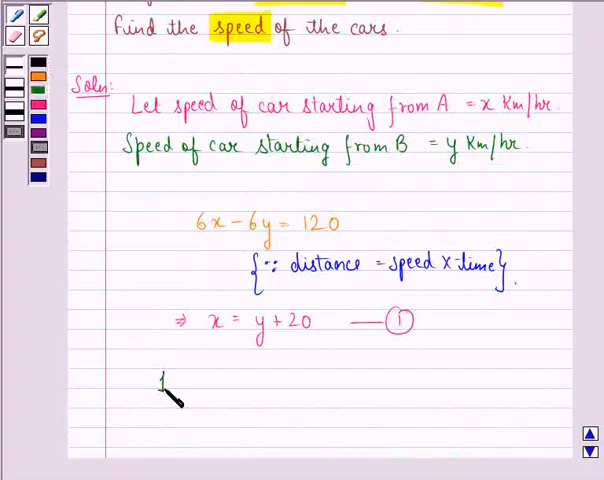 Find the speed of the cars.
Soln:
Let speed of car starting from A = x Km/hr.
Speed of car starting from B = y Km/hr.
6x - 6y = 120
{∵ distance = speed x time}.
⇒ x = y + 20 —— ①
1